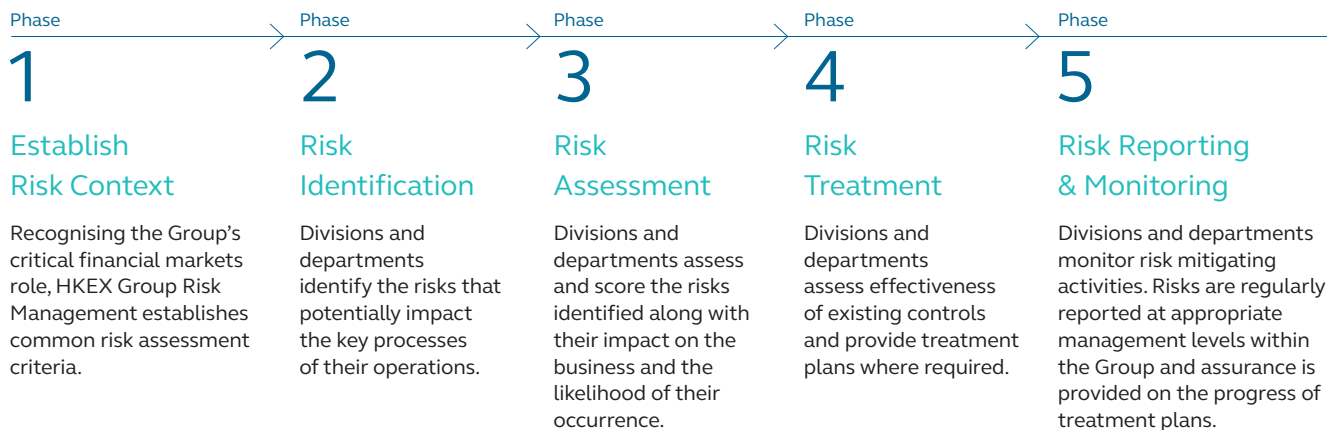 Phase
1
Establish
Risk Context
Recognising the Group's
critical financial markets
role, HKEX Group Risk
Management establishes
common risk assessment
criteria.
Phase
2
Risk
Identification
Divisions and
departments
identify the risks that
potentially impact
the key processes
of their operations.
Phase
3
Risk
Assessment
Divisions and
departments assess
and score the risks
identified along with
their impact on the
business and the
likelihood of their
occurrence.
Phase
4
Risk
Treatment
Divisions and
departments
assess effectiveness
of existing controls
and provide treatment
plans where required.
Phase
5
Risk Reporting
& Monitoring
Divisions and departments
monitor risk mitigating
activities. Risks are regularly
reported at appropriate
management levels within
the Group and assurance is
provided on the progress of
treatment plans.